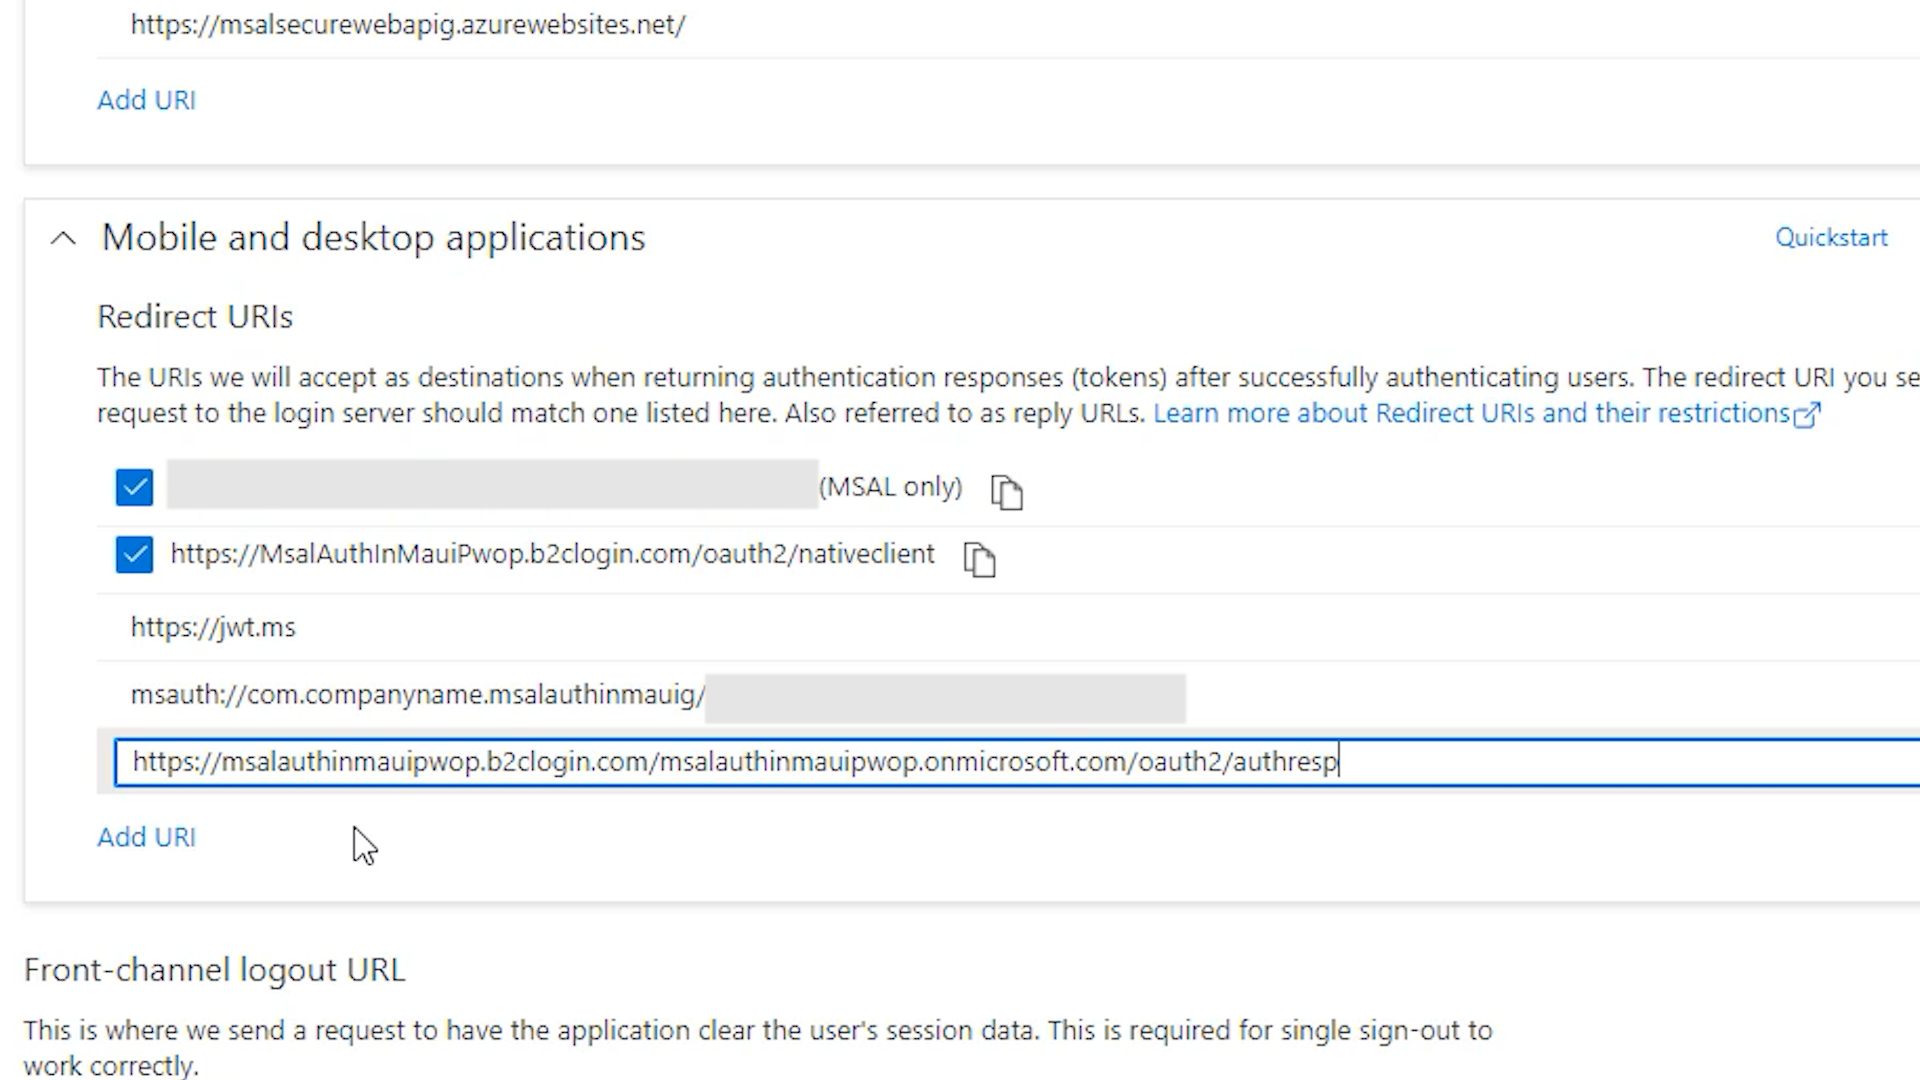 https://msalsecurewebapig.azurewebsites.net/
Add URI
Mobile and desktop applications
Quickstart
Redirect URIs
The URIs we will accept as destinations when returning authentication responses (tokens) after successfully authenticating users. The redirect URI you se
request to the login server should match one listed here. Also referred to as reply URLs. Learn more about Redirect URIs and their restrictions
(MSAL only)
https://MsalAuthInMauiPwop.b2clogin.com/oauth2/nativeclient
https://jwt.ms
msauth://com.companyname.msalauthinmauig/
https://msalauthinmauipwop.b2clogin.com/msalauthinmauipwop.onmicrosoft.com/oauth2/authresp
Add URI
Front-channel logout URL
This is where we send a request to have the application clear the user's session data. This is required for single sign-out to
work correctly.